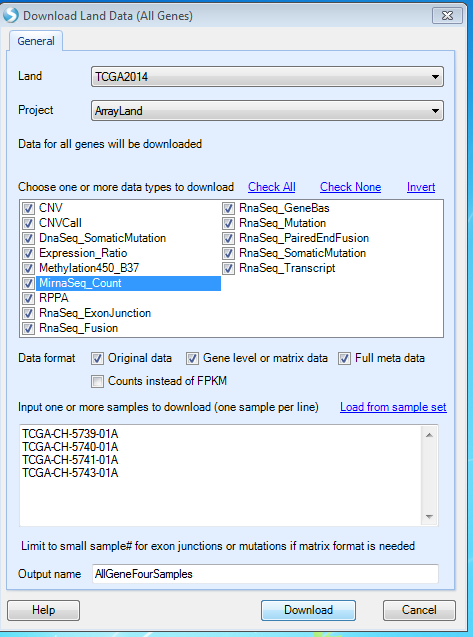 Download Land Data (All Genes)
General
Land TCGA2014
Project ArrayLand
Data for all genes will be downloaded
Choose one or more data types to download Check All Check None Invert
CNV RnaSeq_GeneBas
CNVCall RnaSeq_Mutation
DnaSeq_SomaticMutation RnaSeq_PairedEndFusion
Expression_Ratio RnaSeq_SomaticMutation
Methylation450_B37 RnaSeq_Transcript
MirnaSeq_Count
RPPA
RnaSeq_ExonJunction
RnaSeq_Fusion
Data format Original data Gene level or matrix data Full meta data
Counts instead of FPKM
Input one or more samples to download (one sample per line) Load from sample set
TCGA-CH-5739-01A
TCGA-CH-5740-01A
TCGA-CH-5741-01A
TCGA-CH-5743-01A
Limit to small sample# for exon junctions or mutations if matrix format is needed
Output name AllGeneFourSamples
Help Download Cancel